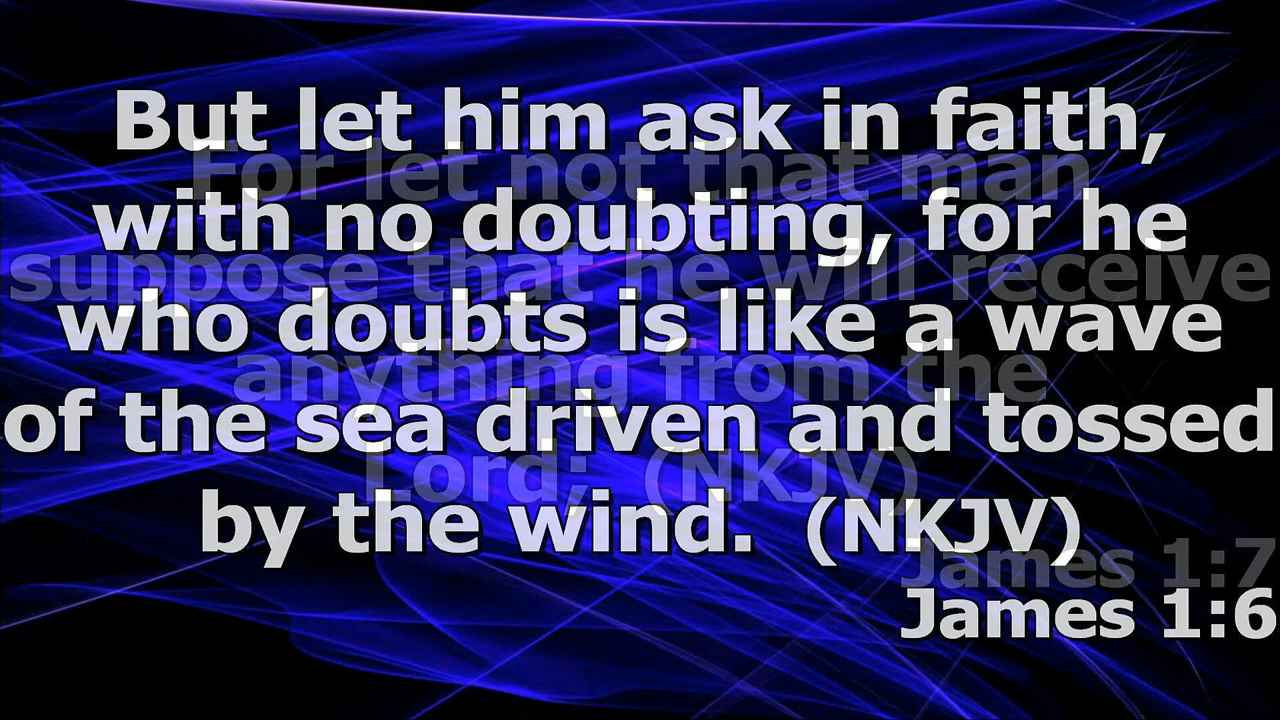 But let him ask in faith,
with no doubting, for he
who doubts is like a wave
of the sea driven and tossed
by the wind. (NKJV)
James 1:6
For let not that man
suppose that he will receive
anything from the
Lord; (NKJV)
James 1:7